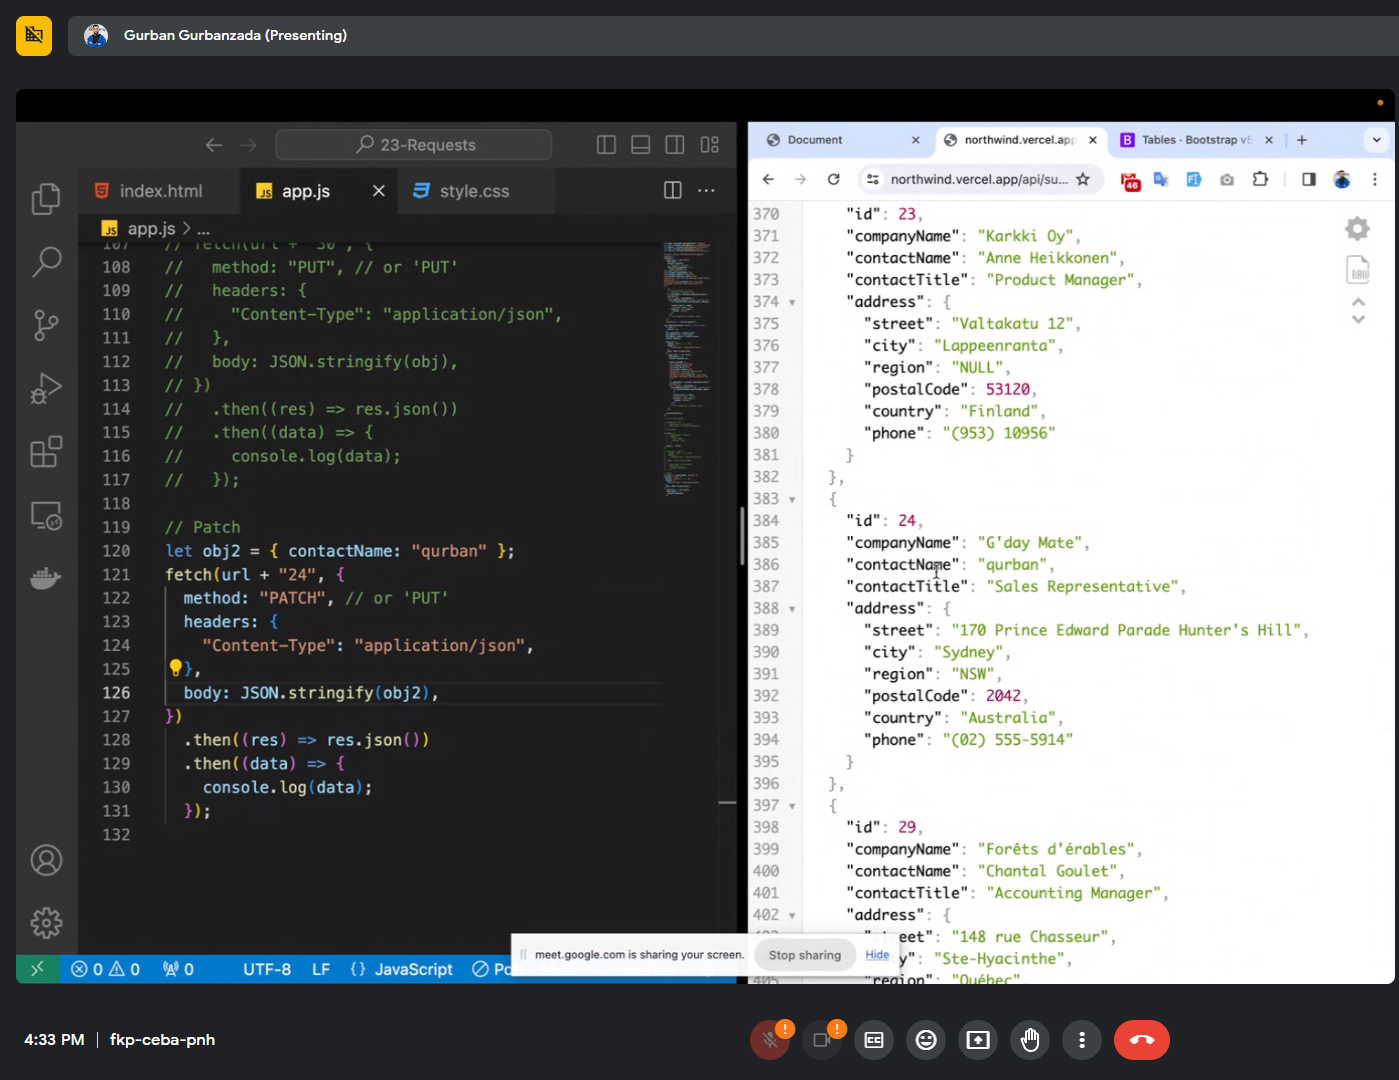 Gurban Gurbanzada (Presenting)
23-Requests
index.html
app.js
style.css
app.js > ...
107 // fetch(url + "30", {
108 //   method: "PUT", // or 'PUT'
109 //   headers: {
110 //     "Content-Type": "application/json",
111 //   },
112 //   body: JSON.stringify(obj),
113 // })
114 //   .then((res) => res.json())
115 //   .then((data) => {
116 //     console.log(data);
117 //   });
118
119 // Patch
120 let obj2 = { contactName: "qurban" };
121 fetch(url + "24", {
122   method: "PATCH", // or 'PUT'
123   headers: {
124     "Content-Type": "application/json",
125   },
126   body: JSON.stringify(obj2),
127 })
128   .then((res) => res.json())
129   .then((data) => {
130     console.log(data);
131   });
132
0 0 0
UTF-8
LF
{} JavaScript
Document
northwind.vercel.app
Tables · Bootstrap v5
northwind.vercel.app/api/su...
46
RAW
370 "id": 23,
371 "companyName": "Karkki Oy",
372 "contactName": "Anne Heikkonen",
373 "contactTitle": "Product Manager",
374 "address": {
375 "street": "Valtakatu 12",
376 "city": "Lappeenranta",
377 "region": "NULL",
378 "postalCode": 53120,
379 "country": "Finland",
380 "phone": "(953) 10956"
381 }
382 },
383 {
384 "id": 24,
385 "companyName": "G'day Mate",
386 "contactName": "qurban",
387 "contactTitle": "Sales Representative",
388 "address": {
389 "street": "170 Prince Edward Parade Hunter's Hill",
390 "city": "Sydney",
391 "region": "NSW",
392 "postalCode": 2042,
393 "country": "Australia",
394 "phone": "(02) 555-5914"
395 }
396 },
397 {
398 "id": 29,
399 "companyName": "Forêts d'érables",
400 "contactName": "Chantal Goulet",
401 "contactTitle": "Accounting Manager",
402 "address": {
eet": "148 rue Chasseur",
y": "Ste-Hyacinthe",
405 "region": "Québec",
meet.google.com is sharing your screen.
Stop sharing
Hide
4:33 PM | fkp-ceba-pnh